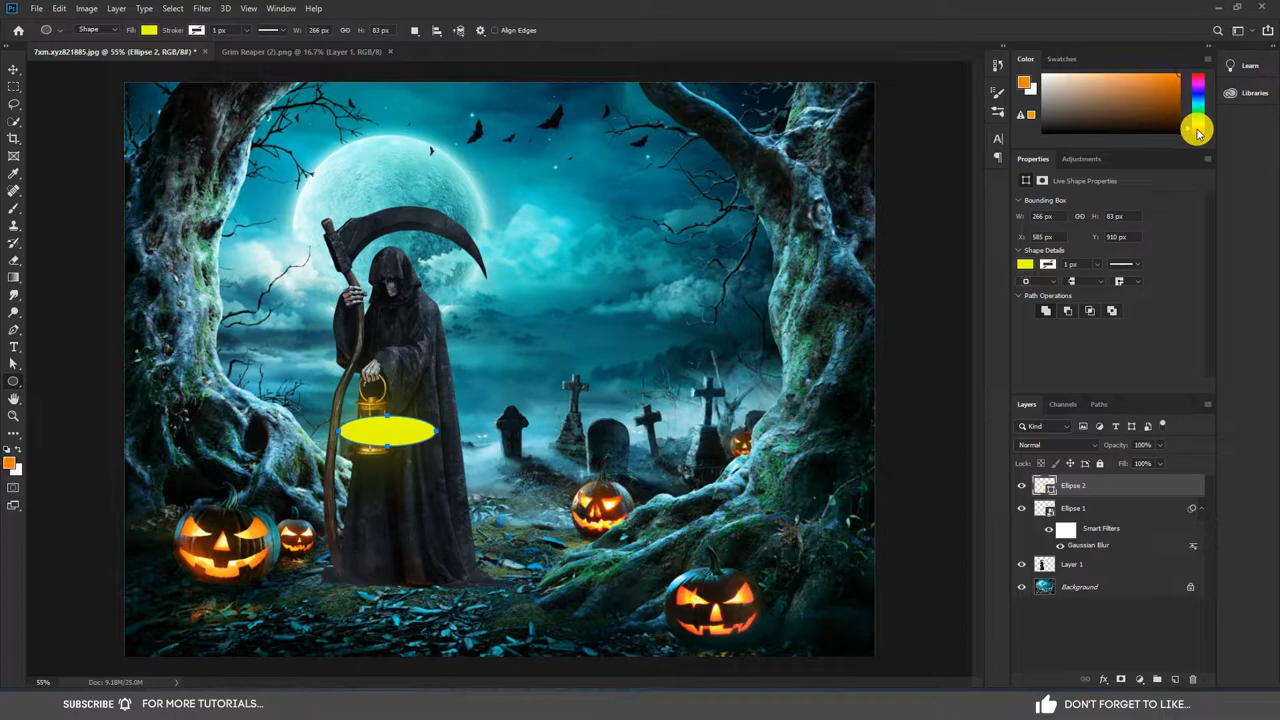 Ps File Edit Image Layer Type Select Filter 3D View Window Help
Shape Fill: Stroke: 1 px W: 266 px H: 83 px Align Edges
7xm.xyz821885.jpg @ 55% (Ellipse 2, RGB/8#) * × Grim Reaper (2).png @ 16.7% (Layer 1, RGB/8#) ×
Color Swatches
Learn
Libraries
Properties Adjustments
Live Shape Properties
Bounding Box
W: 266 px H: 83 px
X: 585 px Y: 910 px
Shape Details
1 px
Path Operations
Layers Channels Paths
Kind
Normal Opacity: 100%
Lock: Fill: 100%
Ellipse 2
Ellipse 1
Smart Filters
Gaussian Blur
Layer 1
Background
55% Doc: 9.18M/25.0M
SUBSCRIBE FOR MORE TUTORIALS... DON'T FORGET TO LIKE...